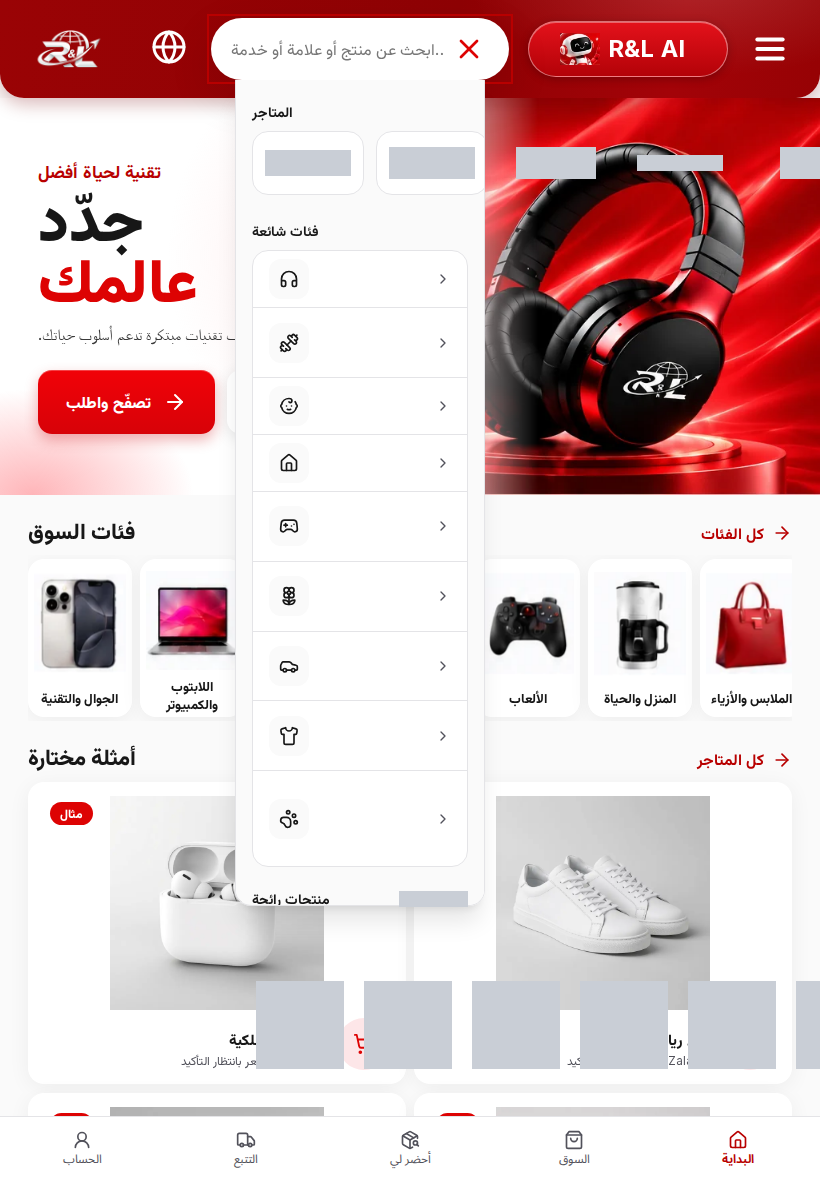 R&L
ابحث عن منتج أو علامة أو خدمة..
R&L AI
المتاجر
فئات شائعة
منتجات رائجة
تقنية لحياة أفضل
جدّد
عالمك
تقنيات مبتكرة تدعم أسلوب حياتك.
تصفّح واطلب
R&L
فئات السوق
كل الفئات
الجوال والتقنية
اللابتوب
والكمبيوتر
الألعاب
المنزل والحياة
الملابس والأزياء
أمثلة مختارة
كل المتاجر
مثال
بانتظار التأكيد
الحساب
التتبع
أحضر لي
السوق
البداية